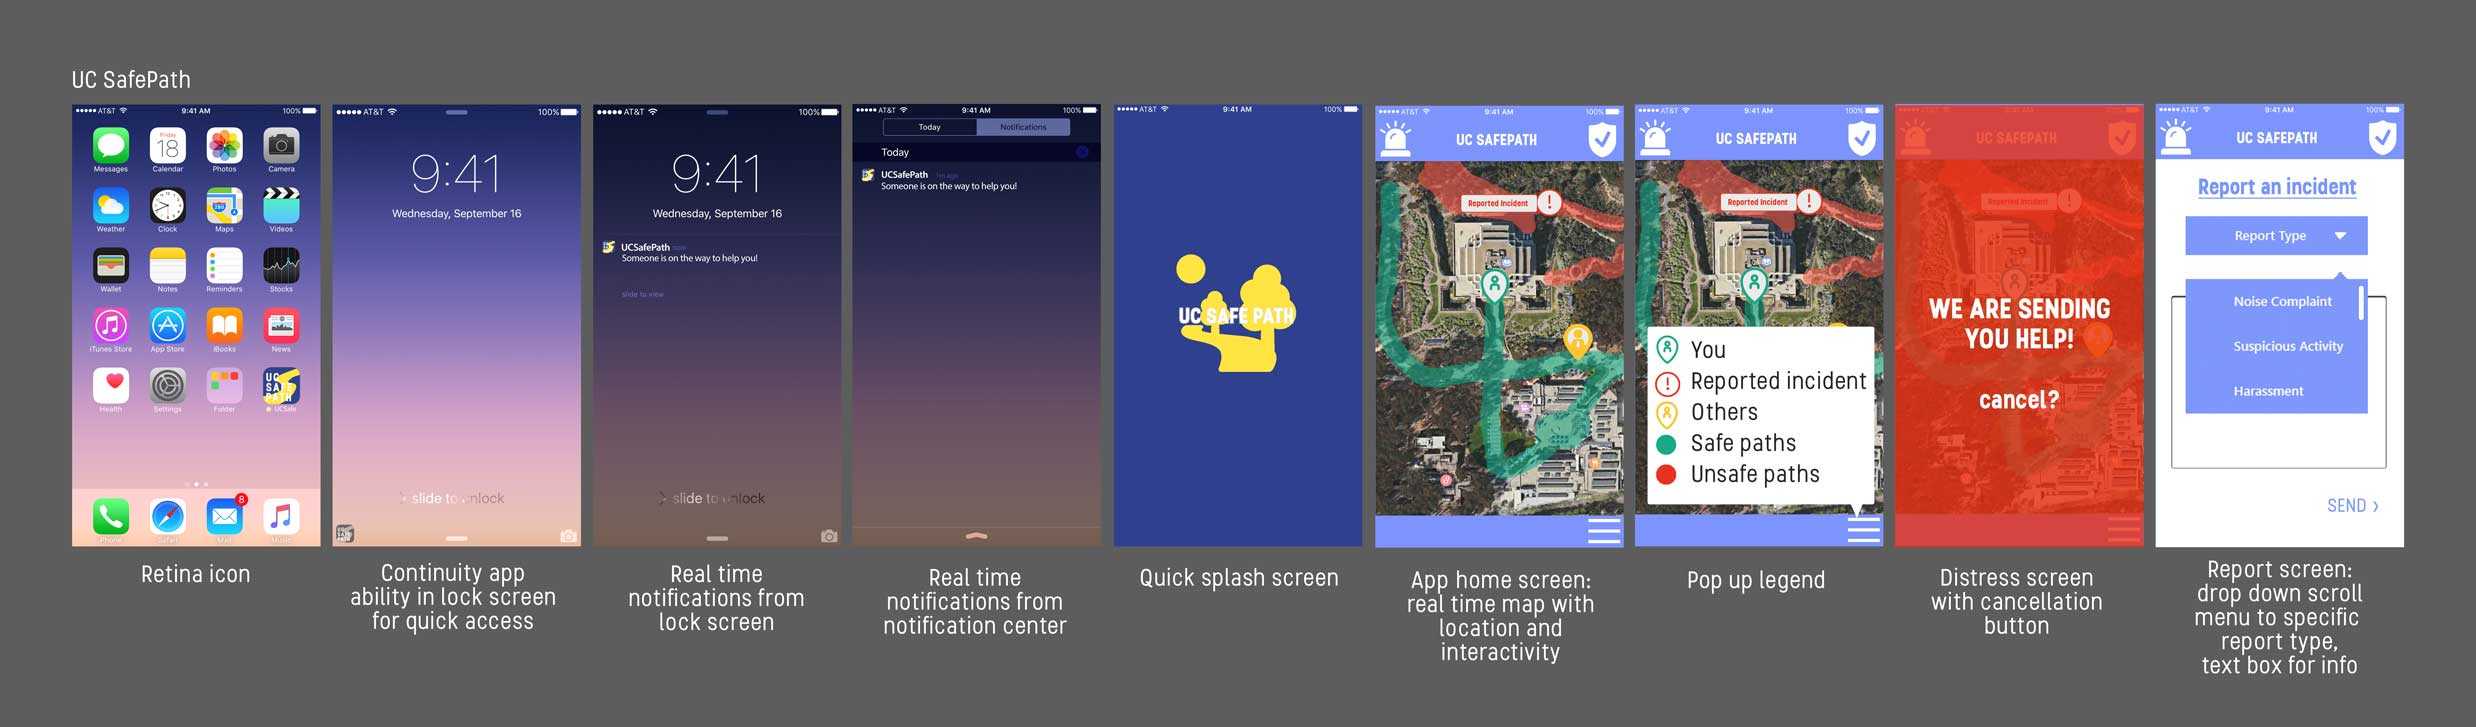 UC SafePath
AT&T 9:41 AM 100%
Friday
18
Messages Calendar Photos Camera
280
Weather Clock Maps Videos
Wallet Notes Reminders Stocks
iTunes Store App Store iBooks News
UC
SAFE
PATH
Health Settings Folder UCSafe
8
Phone Safari Mail Music
Retina icon
AT&T 100%
9:41
Wednesday, September 16
slide to unlock
UC
SAFE
PATH
Continuity app
ability in lock screen
for quick access
AT&T 100%
9:41
Wednesday, September 16
UCSafePath now
Someone is on the way to help you!
slide to view
slide to unlock
Real time
notifications from
lock screen
AT&T 9:41 AM 100%
Today Notifications
Today
UCSafePath 1m ago
Someone is on the way to help you!
Real time
notifications from
notification center
AT&T 9:41 AM 100%
UC SAFE PATH
Quick splash screen
AT&T 9:41 AM 100%
UC SAFEPATH
Reported Incident !
App home screen:
real time map with
location and
interactivity
AT&T 9:41 AM 100%
UC SAFEPATH
Reported Incident !
You
! Reported incident
Others
Safe paths
Unsafe paths
Pop up legend
AT&T 9:41 AM 100%
UC SAFEPATH
Reported Incident !
WE ARE SENDING
YOU HELP!
cancel?
Distress screen
with cancellation
button
AT&T 9:41 AM 100%
UC SAFEPATH
Report an incident
Report Type
Noise Complaint
Suspicious Activity
Harassment
SEND >
Report screen:
drop down scroll
menu to specific
report type,
text box for info